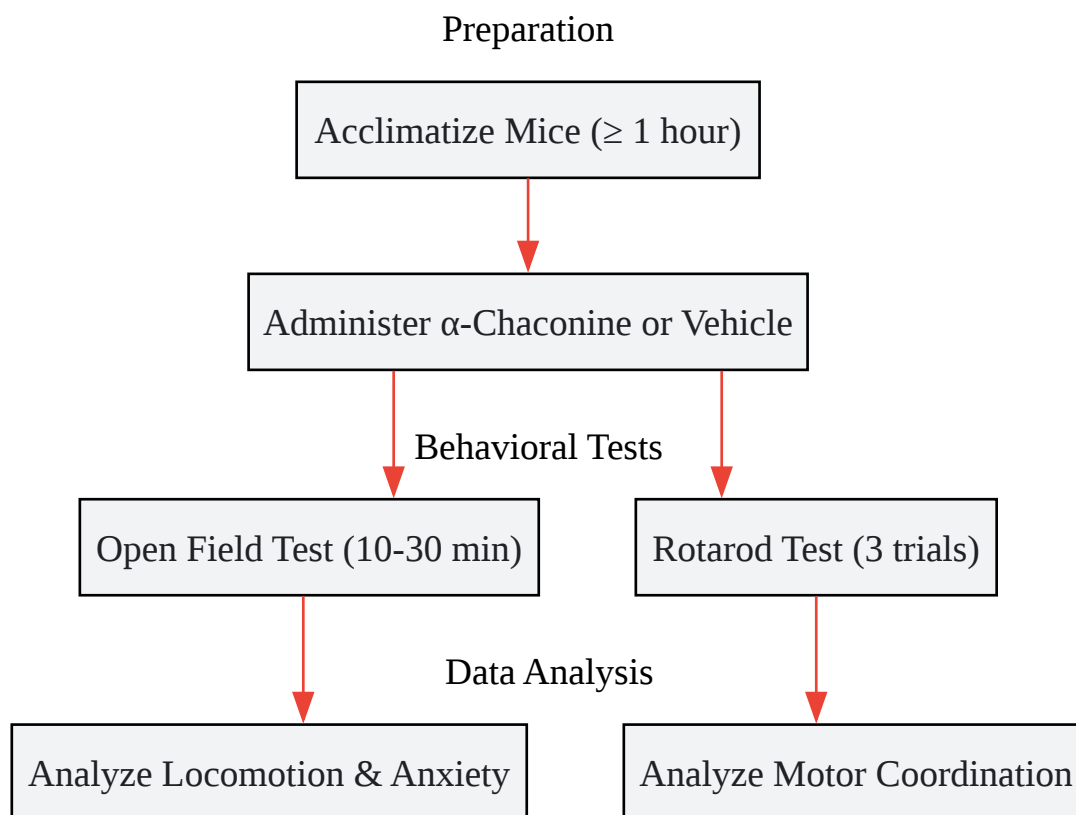 Preparation
Acclimatize Mice (≥ 1 hour)
Administer α-Chaconine or Vehicle
Behavioral Tests
Open Field Test (10-30 min)
Rotarod Test (3 trials)
Data Analysis
Analyze Locomotion & Anxiety
Analyze Motor Coordination